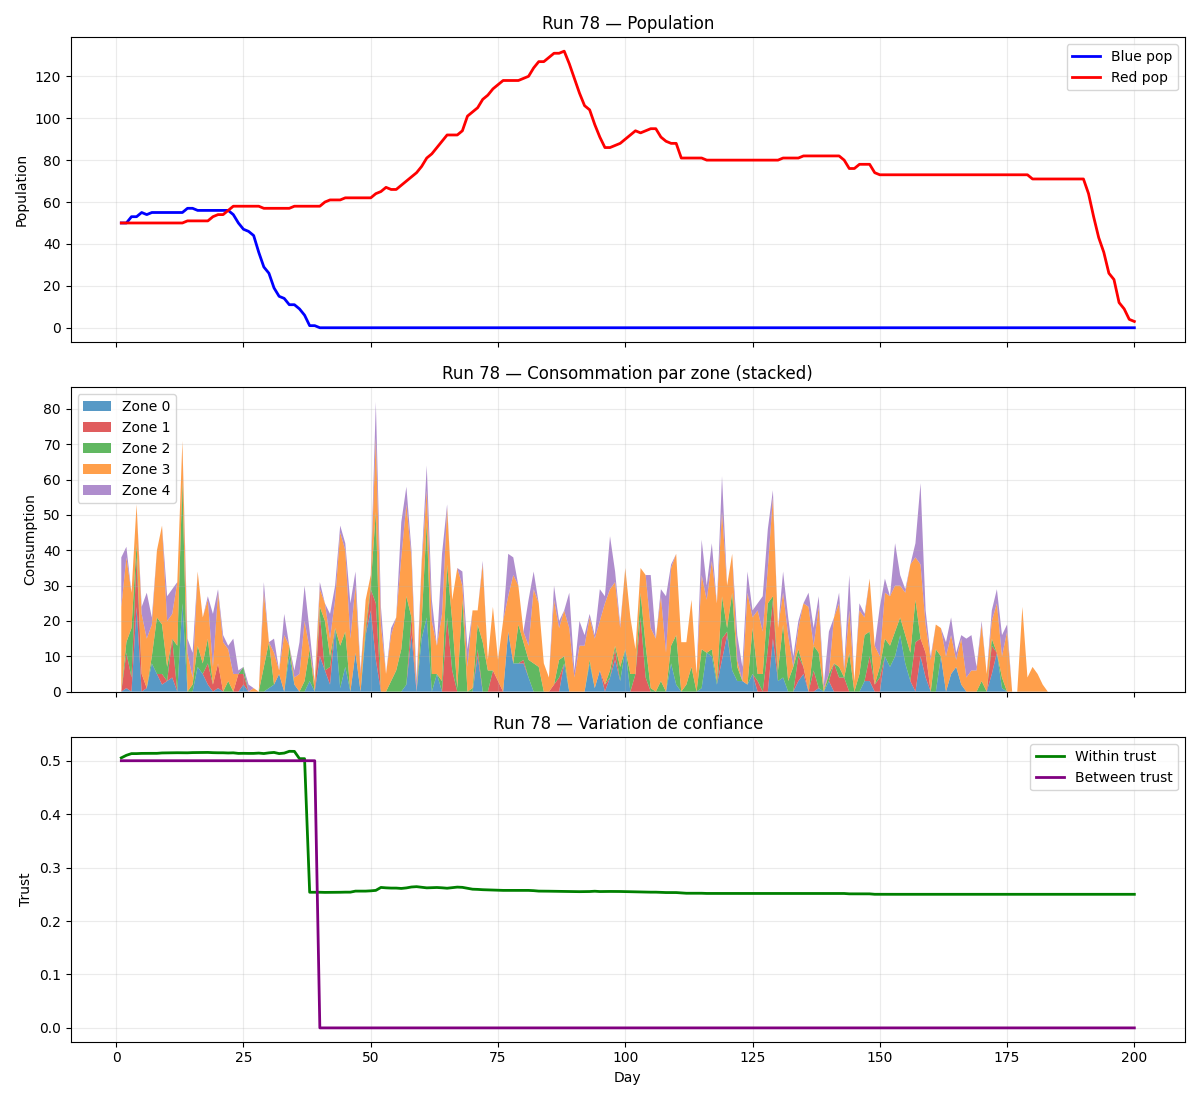 Run 78 — Population
Population
120
100
80
60
40
20
0
Blue pop
Red pop
Run 78 — Consommation par zone (stacked)
Consumption
80
70
60
50
40
30
20
10
0
Zone 0
Zone 1
Zone 2
Zone 3
Zone 4
Run 78 — Variation de confiance
Trust
0.5
0.4
0.3
0.2
0.1
0.0
Within trust
Between trust
0 25 50 75 100 125 150 175 200
Day